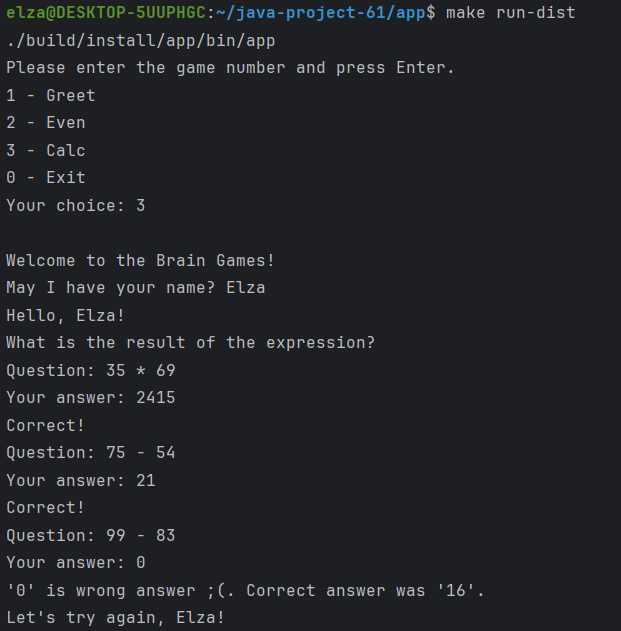 elza@DESKTOP-5UUPHGC:~/java-project-61/app$ make run-dist
./build/install/app/bin/app
Please enter the game number and press Enter.
1 - Greet
2 - Even
3 - Calc
0 - Exit
Your choice: 3
Welcome to the Brain Games!
May I have your name? Elza
Hello, Elza!
What is the result of the expression?
Question: 35 * 69
Your answer: 2415
Correct!
Question: 75 - 54
Your answer: 21
Correct!
Question: 99 - 83
Your answer: 0
'0' is wrong answer ;(. Correct answer was '16'.
Let's try again, Elza!